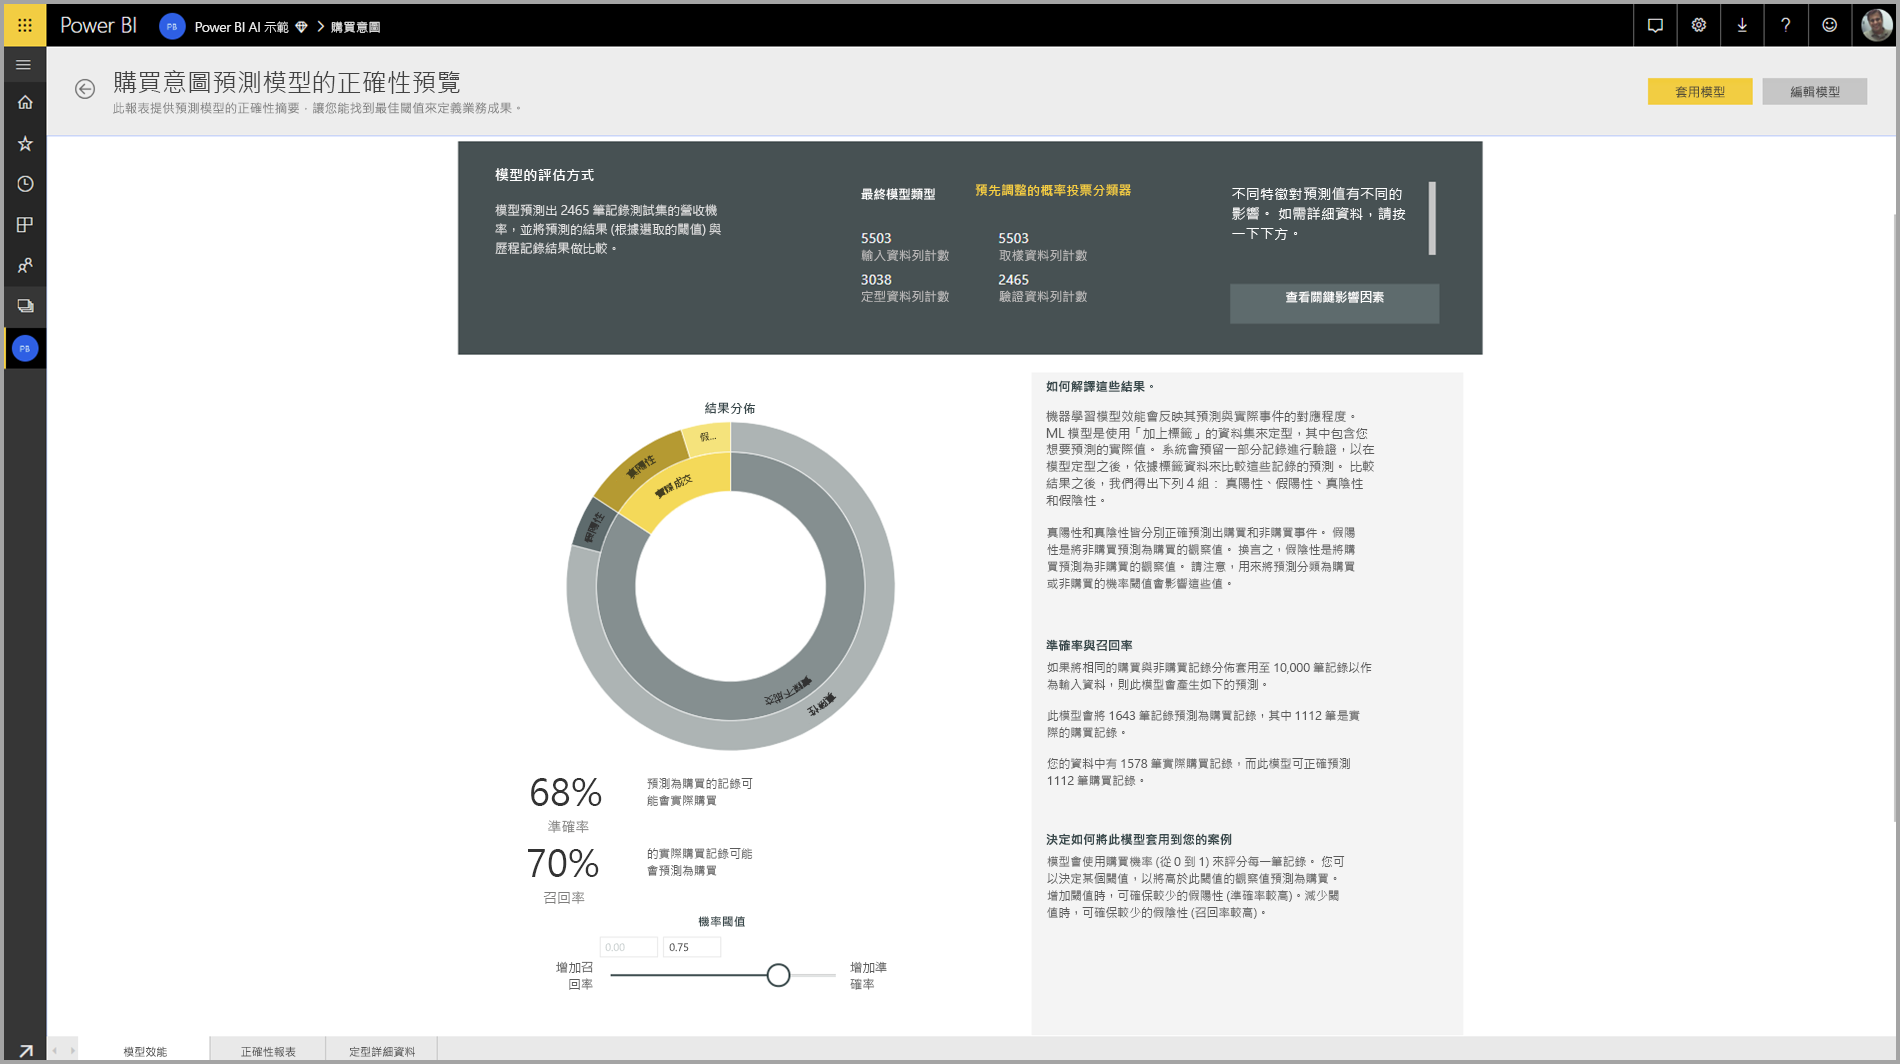 Power BI
PB
Power BI AI 示範
購買意圖
購買意圖預測模型的正確性預覽
此報表提供預測模型的正確性摘要，讓您能找到最佳閾值來定義業務成果。
套用模型
編輯模型
PB
模型的評估方式
模型預測出 2465 筆記錄測試集的營收機
率，並將預測的結果 (根據選取的閾值) 與
歷程記錄結果做比較。
最終模型類型
預先調整的概率投票分類器
5503
輸入資料列計數
5503
取樣資料列計數
3038
定型資料列計數
2465
驗證資料列計數
不同特徵對預測值有不同的
影響。 如需詳細資料，請按
一下下方。
查看關鍵影響因素
結果分佈
假...
真陽性
實際成交
假陽性
實際不成交
真陰性
68%
準確率
預測為購買的記錄可
能會實際購買
70%
召回率
的實際購買記錄可能
會預測為購買
機率閾值
0.00
0.75
增加召
回率
增加準
確率
如何解譯這些結果。
機器學習模型效能會反映其預測與實際事件的對應程度。
ML 模型是使用「加上標籤」的資料集來定型，其中包含您
想要預測的實際值。 系統會預留一部分記錄進行驗證，以在
模型定型之後，依據標籤資料來比較這些記錄的預測。 比較
結果之後，我們得出下列 4 組： 真陽性、假陽性、真陰性
和假陰性。
真陽性和真陰性皆分別正確預測出購買和非購買事件。 假陽
性是將非購買預測為購買的觀察值。 換言之，假陰性是將購
買預測為非購買的觀察值。 請注意，用來將預測分類為購買
或非購買的機率閾值會影響這些值。
準確率與召回率
如果將相同的購買與非購買記錄分佈套用至 10,000 筆記錄以作
為輸入資料，則此模型會產生如下的預測。
此模型會將 1643 筆記錄預測為購買記錄，其中 1112 筆是實
際的購買記錄。
您的資料中有 1578 筆實際購買記錄，而此模型可正確預測
1112 筆購買記錄。
決定如何將此模型套用到您的案例
模型會使用購買機率 (從 0 到 1) 來評分每一筆記錄。 您可
以決定某個閾值，以將高於此閾值的觀察值預測為購買。
增加閾值時，可確保較少的假陽性 (準確率較高)。減少閾
值時，可確保較少的假陰性 (召回率較高)。
模型效能
正確性報表
定型詳細資料